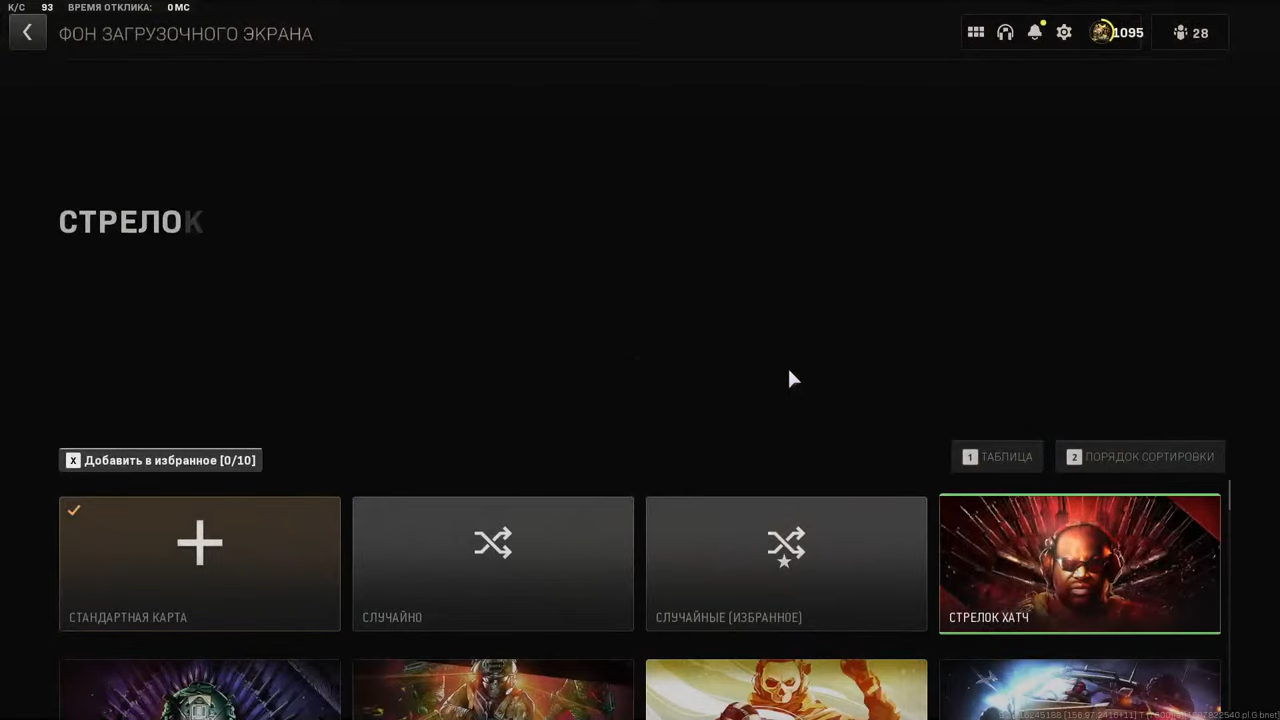 К/С 93 ВРЕМЯ ОТКЛИКА: 0 МС
ФОН ЗАГРУЗОЧНОГО ЭКРАНА
1095
28
СТРЕЛОК
X Добавить в избранное [0/10]
1 ТАБЛИЦА
2 ПОРЯДОК СОРТИРОВКИ
СТАНДАРТНАЯ КАРТА
СЛУЧАЙНО
СЛУЧАЙНЫЕ (ИЗБРАННОЕ)
СТРЕЛОК ХАТЧ